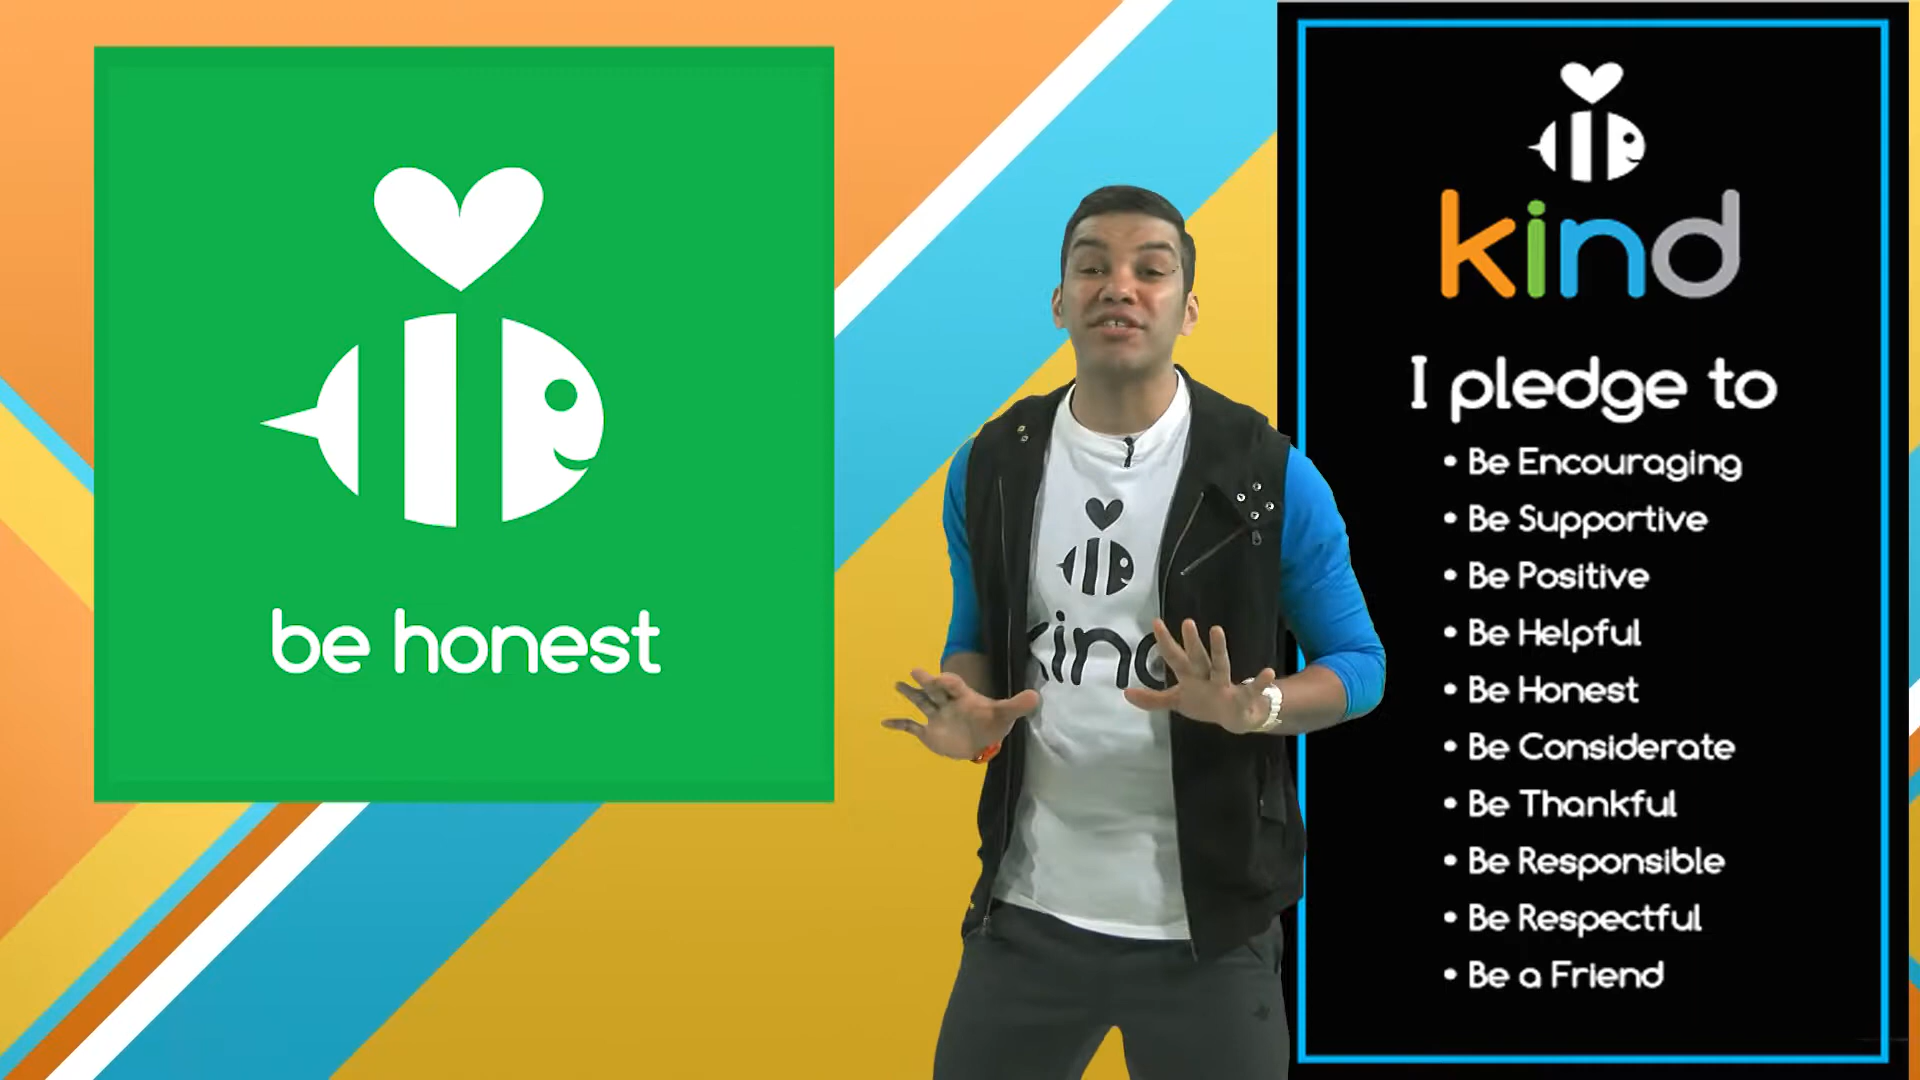 be honest
kind
kind
I pledge to
• Be Encouraging
• Be Supportive
• Be Positive
• Be Helpful
• Be Honest
• Be Considerate
• Be Thankful
• Be Responsible
• Be Respectful
• Be a Friend